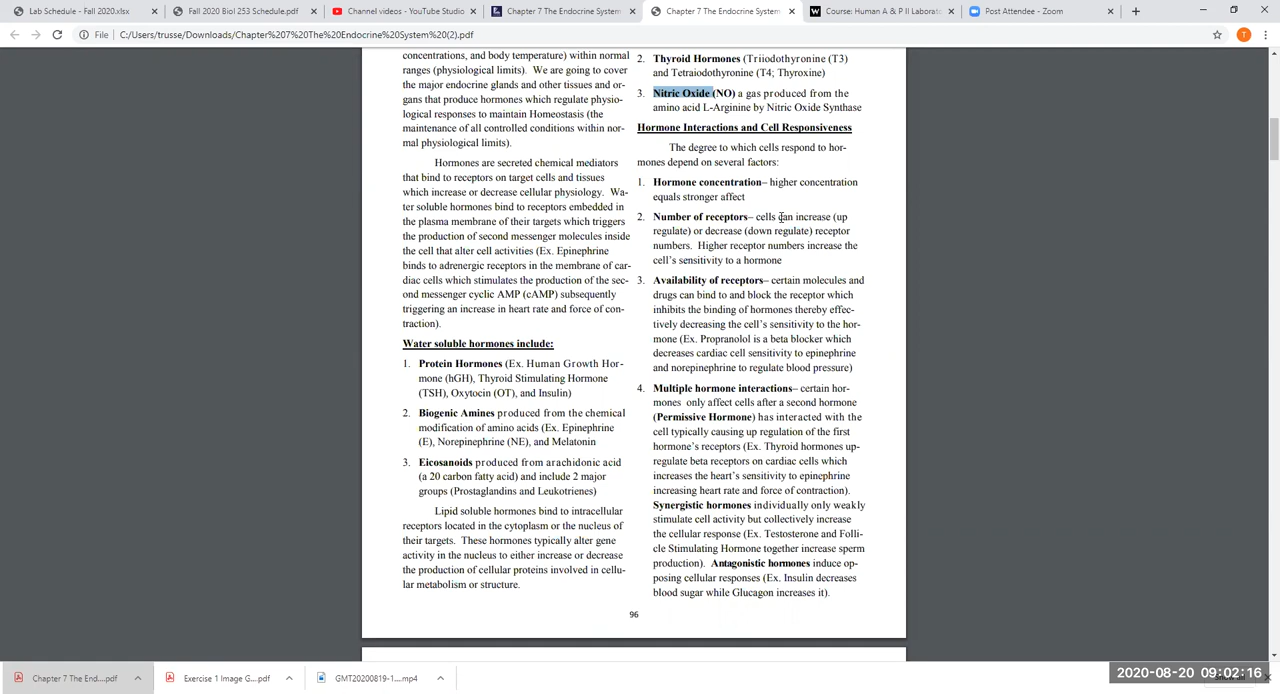 Lab Schedule - Fall 2020.xlsx
Fall 2020 Biol 253 Schedule.pdf
Channel videos - YouTube Studio
Chapter 7 The Endocrine System
Chapter 7 The Endocrine System
Course: Human A & P II Laborat
Post Attendee - Zoom
File
C:/Users/trusse/Downloads/Chapter%207%20The%20Endocrine%20System%20(2).pdf
T
concentrations, and body temperature) within normal
ranges (physiological limits). We are going to cover
the major endocrine glands and other tissues and or-
gans that produce hormones which regulate physio-
logical responses to maintain Homeostasis (the
maintenance of all controlled conditions within nor-
mal physiological limits).
Hormones are secreted chemical mediators
that bind to receptors on target cells and tissues
which increase or decrease cellular physiology. Wa-
ter soluble hormones bind to receptors embedded in
the plasma membrane of their targets which triggers
the production of second messenger molecules inside
the cell that alter cell activities (Ex. Epinephrine
binds to adrenergic receptors in the membrane of car-
diac cells which stimulates the production of the sec-
ond messenger cyclic AMP (cAMP) subsequently
triggering an increase in heart rate and force of con-
traction).
Water soluble hormones include:
1. Protein Hormones (Ex. Human Growth Hor-
mone (hGH), Thyroid Stimulating Hormone
(TSH), Oxytocin (OT), and Insulin)
2. Biogenic Amines produced from the chemical
modification of amino acids (Ex. Epinephrine
(E), Norepinephrine (NE), and Melatonin
3. Eicosanoids produced from arachidonic acid
(a 20 carbon fatty acid) and include 2 major
groups (Prostaglandins and Leukotrienes)
Lipid soluble hormones bind to intracellular
receptors located in the cytoplasm or the nucleus of
their targets. These hormones typically alter gene
activity in the nucleus to either increase or decrease
the production of cellular proteins involved in cellu-
lar metabolism or structure.
2. Thyroid Hormones (Triiodothyronine (T3)
and Tetraiodothyronine (T4; Thyroxine)
3. Nitric Oxide (NO) a gas produced from the
amino acid L-Arginine by Nitric Oxide Synthase
Hormone Interactions and Cell Responsiveness
The degree to which cells respond to hor-
mones depend on several factors:
1. Hormone concentration– higher concentration
equals stronger affect
2. Number of receptors– cells can increase (up
regulate) or decrease (down regulate) receptor
numbers. Higher receptor numbers increase the
cell's sensitivity to a hormone
3. Availability of receptors– certain molecules and
drugs can bind to and block the receptor which
inhibits the binding of hormones thereby effec-
tively decreasing the cell's sensitivity to the hor-
mone (Ex. Propranolol is a beta blocker which
decreases cardiac cell sensitivity to epinephrine
and norepinephrine to regulate blood pressure)
4. Multiple hormone interactions– certain hor-
mones only affect cells after a second hormone
(Permissive Hormone) has interacted with the
cell typically causing up regulation of the first
hormone's receptors (Ex. Thyroid hormones up-
regulate beta receptors on cardiac cells which
increases the heart's sensitivity to epinephrine
increasing heart rate and force of contraction).
Synergistic hormones individually only weakly
stimulate cell activity but collectively increase
the cellular response (Ex. Testosterone and Folli-
cle Stimulating Hormone together increase sperm
production). Antagonistic hormones induce op-
posing cellular responses (Ex. Insulin decreases
blood sugar while Glucagon increases it).
96
Chapter 7 The End....pdf
Exercise 1 Image G....pdf
GMT20200819-1....mp4
2020-08-20 09:02:16